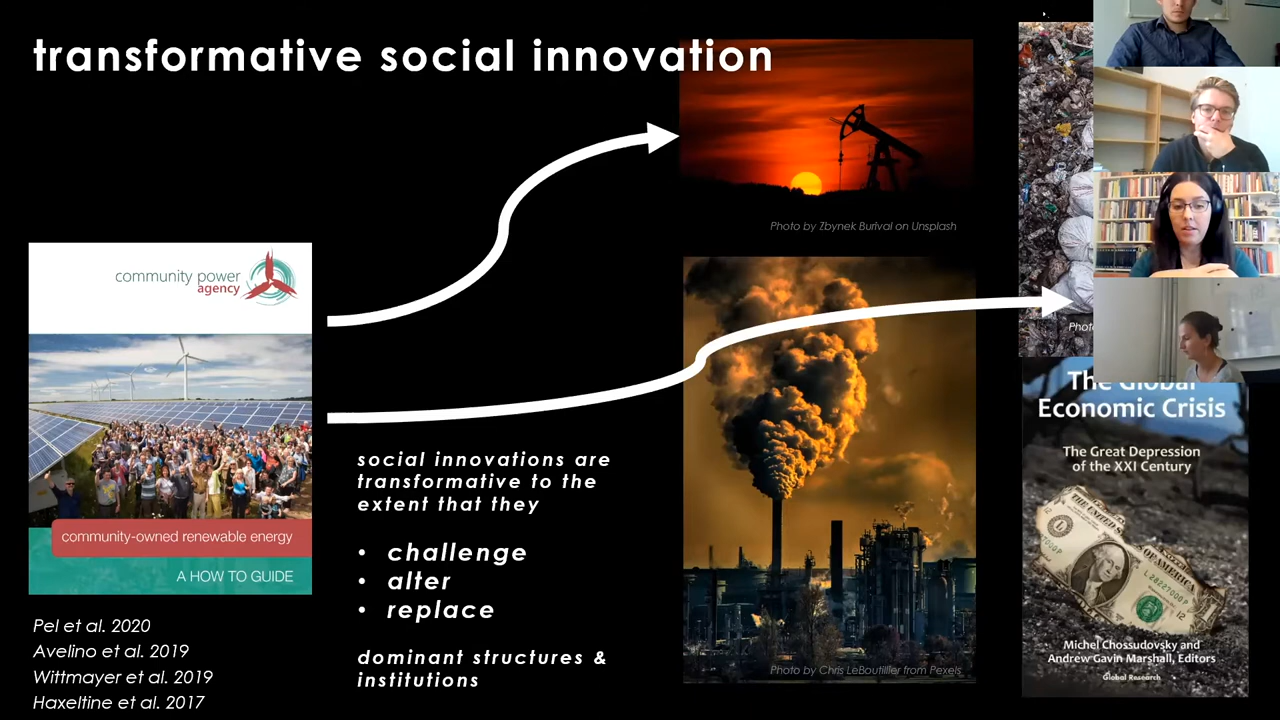 transformative social innovation
community power
agency
community-owned renewable energy
A HOW TO GUIDE
Pel et al. 2020
Avelino et al. 2019
Wittmayer et al. 2019
Haxeltine et al. 2017
social innovations are
transformative to the
extent that they
• challenge
• alter
• replace
dominant structures &
institutions
Photo by Zbynek Burival on Unsplash
Photo by Chris LeBoutillier from Pexels
The Global
Economic Crisis
The Great Depression
of the XXI Century
Michel Chossudovsky and
Andrew Gavin Marshall, Editors
Global Research